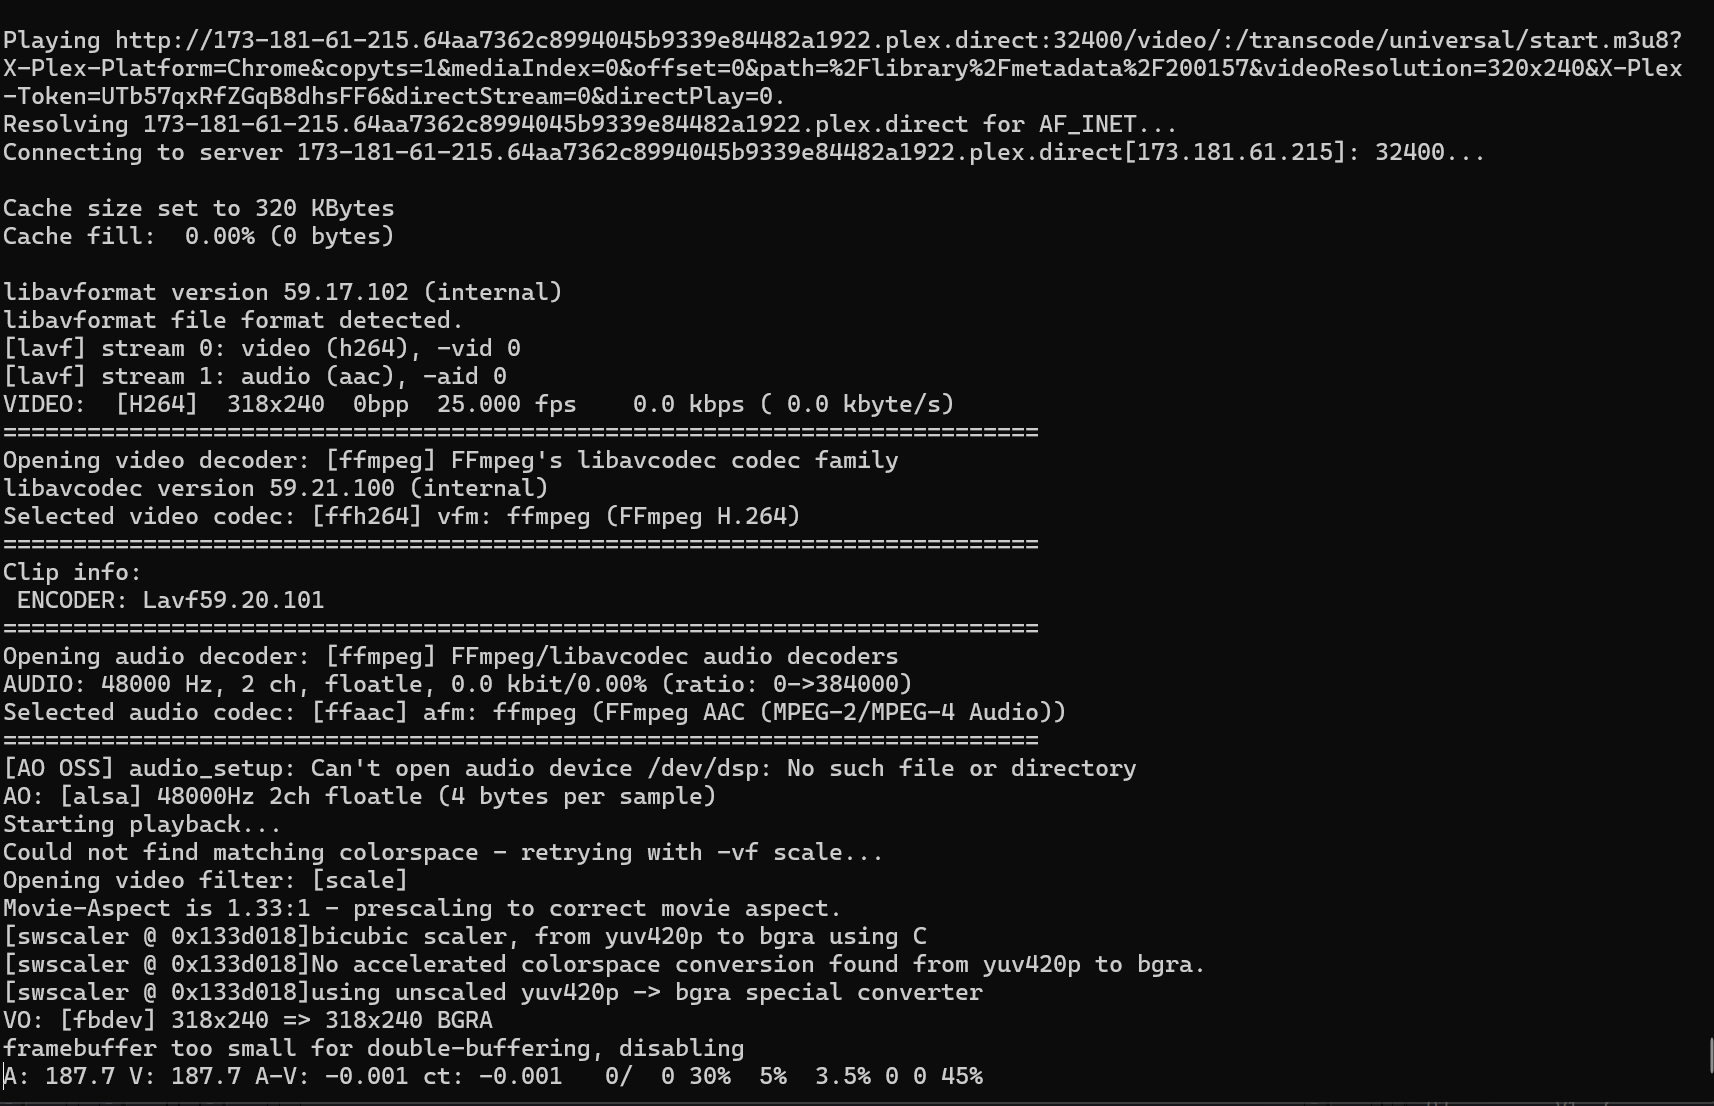 Playing http://173-181-61-215.64aa7362c8994045b9339e84482a1922.plex.direct:32400/video/:/transcode/universal/start.m3u8?
X-Plex-Platform=Chrome&copyts=1&mediaIndex=0&offset=0&path=%2Flibrary%2Fmetadata%2F200157&videoResolution=320x240&X-Plex
-Token=UTb57qxRfZGqB8dhsFF6&directStream=0&directPlay=0.
Resolving 173-181-61-215.64aa7362c8994045b9339e84482a1922.plex.direct for AF_INET...
Connecting to server 173-181-61-215.64aa7362c8994045b9339e84482a1922.plex.direct[173.181.61.215]: 32400...
Cache size set to 320 KBytes
Cache fill:  0.00% (0 bytes)
libavformat version 59.17.102 (internal)
libavformat file format detected.
[lavf] stream 0: video (h264), -vid 0
[lavf] stream 1: audio (aac), -aid 0
VIDEO:  [H264]  318x240  0bpp  25.000 fps    0.0 kbps ( 0.0 kbyte/s)
==========================================================================
Opening video decoder: [ffmpeg] FFmpeg's libavcodec codec family
libavcodec version 59.21.100 (internal)
Selected video codec: [ffh264] vfm: ffmpeg (FFmpeg H.264)
==========================================================================
Clip info:
 ENCODER: Lavf59.20.101
==========================================================================
Opening audio decoder: [ffmpeg] FFmpeg/libavcodec audio decoders
AUDIO: 48000 Hz, 2 ch, floatle, 0.0 kbit/0.00% (ratio: 0->384000)
Selected audio codec: [ffaac] afm: ffmpeg (FFmpeg AAC (MPEG-2/MPEG-4 Audio))
==========================================================================
[AO OSS] audio_setup: Can't open audio device /dev/dsp: No such file or directory
AO: [alsa] 48000Hz 2ch floatle (4 bytes per sample)
Starting playback...
Could not find matching colorspace - retrying with -vf scale...
Opening video filter: [scale]
Movie-Aspect is 1.33:1 - prescaling to correct movie aspect.
[swscaler @ 0x133d018]bicubic scaler, from yuv420p to bgra using C
[swscaler @ 0x133d018]No accelerated colorspace conversion found from yuv420p to bgra.
[swscaler @ 0x133d018]using unscaled yuv420p -> bgra special converter
VO: [fbdev] 318x240 => 318x240 BGRA
framebuffer too small for double-buffering, disabling
A: 187.7 V: 187.7 A-V: -0.001 ct: -0.001   0/  0 30%  5%  3.5% 0 0 45%